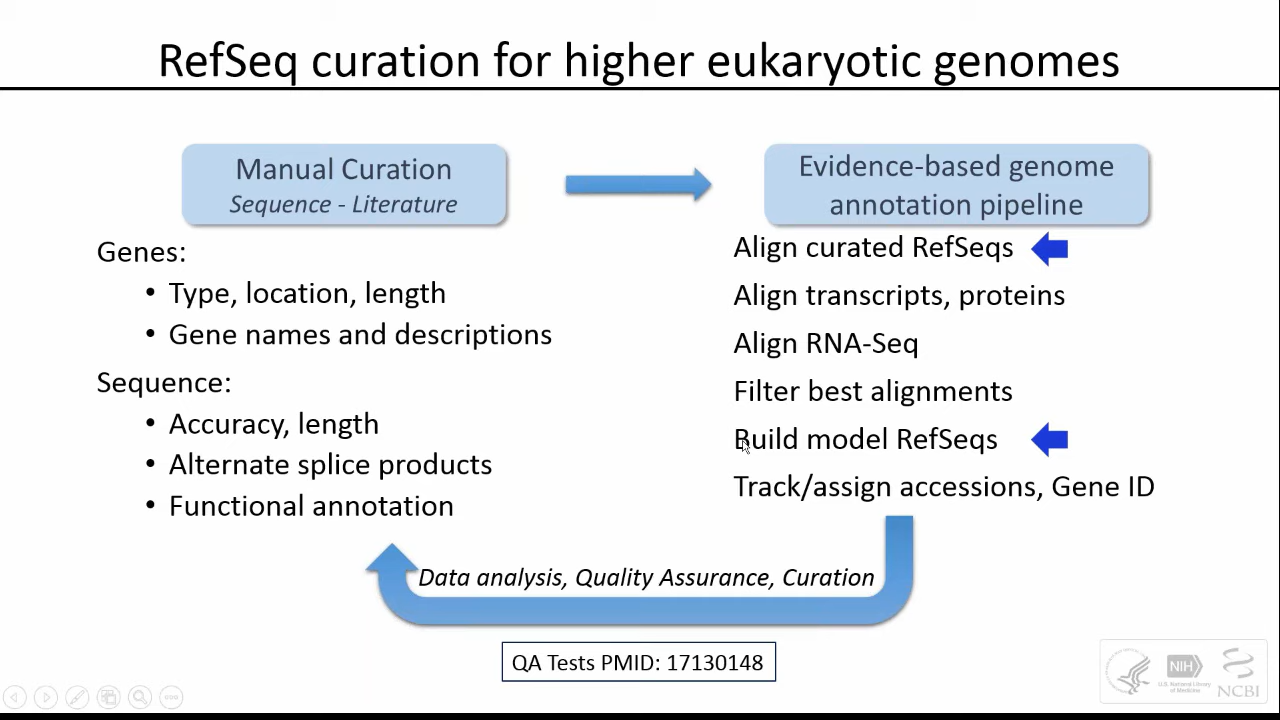 RefSeq curation for higher eukaryotic genomes
Manual Curation
Sequence - Literature
Genes:
• Type, location, length
• Gene names and descriptions
Sequence:
• Accuracy, length
• Alternate splice products
• Functional annotation
Evidence-based genome
annotation pipeline
Align curated RefSeqs
Align transcripts, proteins
Align RNA-Seq
Filter best alignments
Build model RefSeqs
Track/assign accessions, Gene ID
Data analysis, Quality Assurance, Curation
QA Tests PMID: 17130148
NIH
U.S. National Library
of Medicine
NCBI